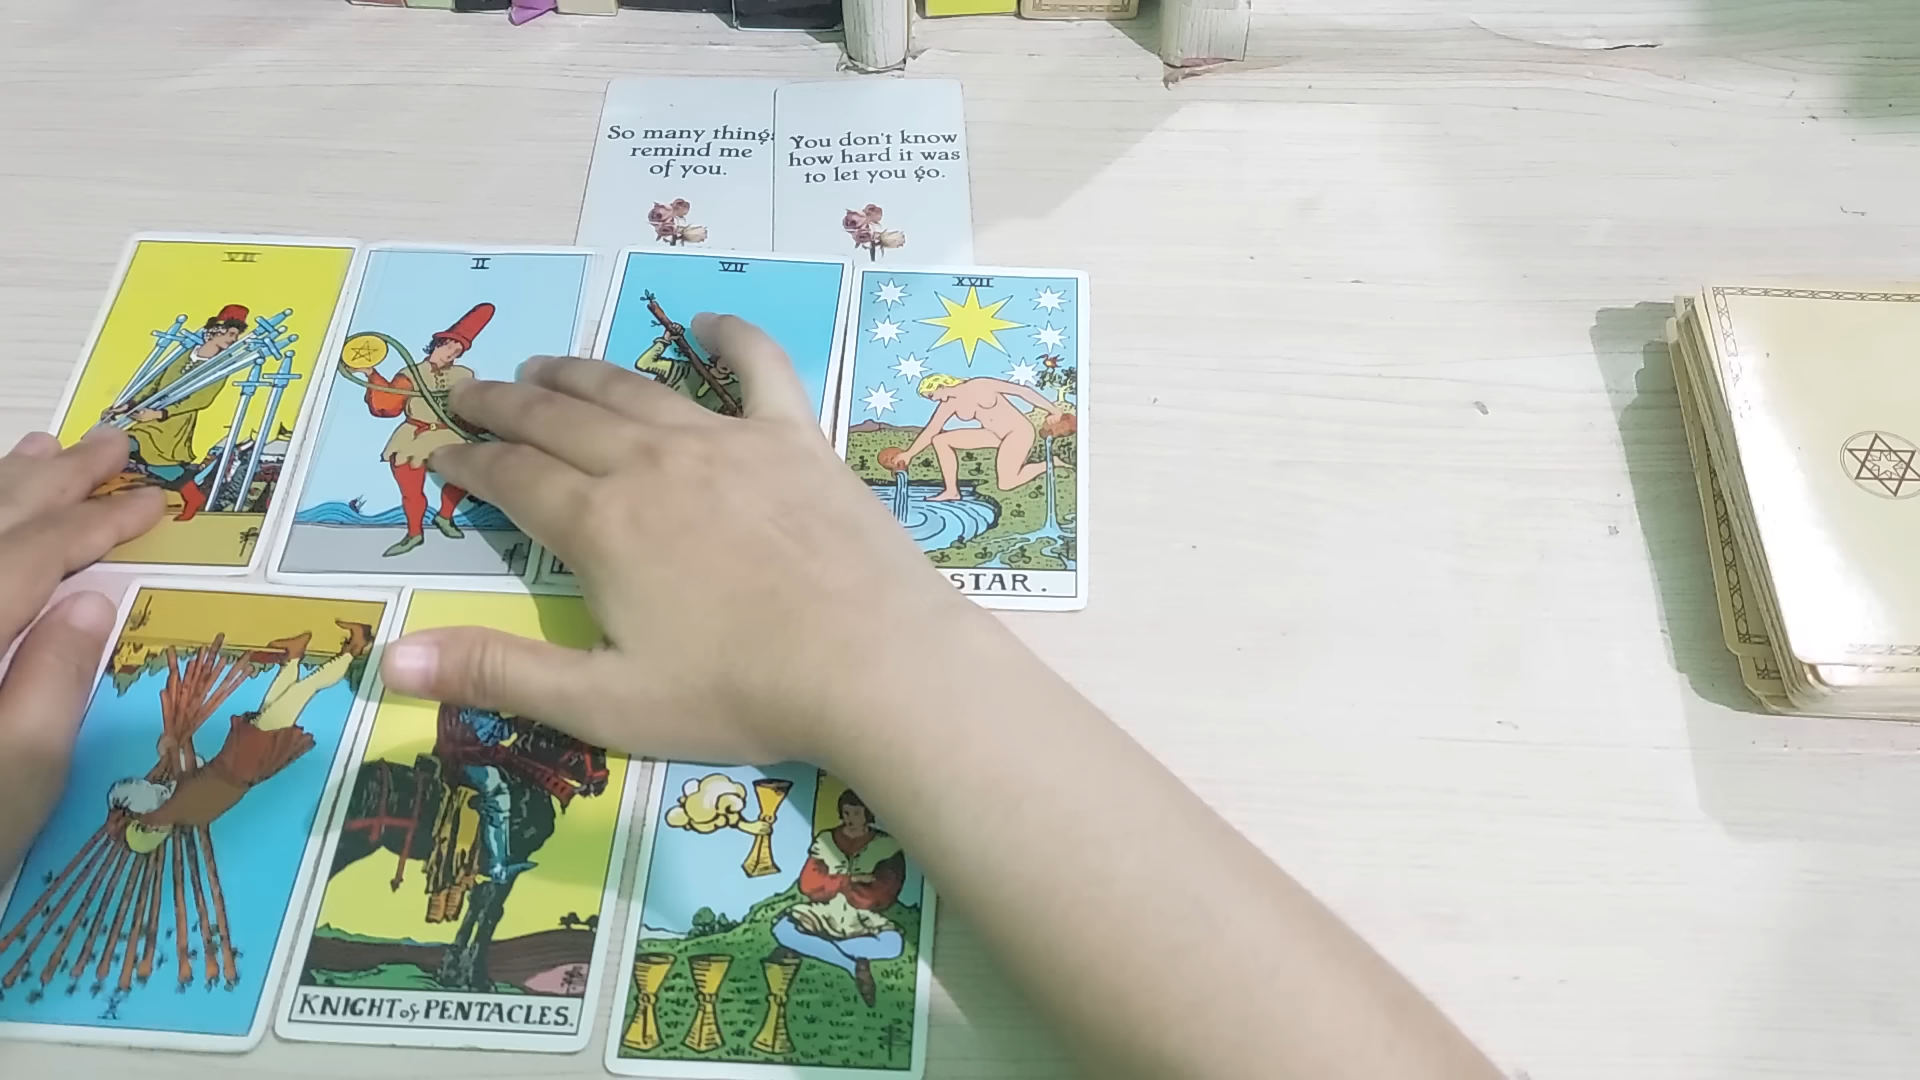 So many things
remind me
of you.
You don't know
how hard it was
to let you go.
VII
II
VII
XVII
STAR.
X
KNIGHT of PENTACLES.